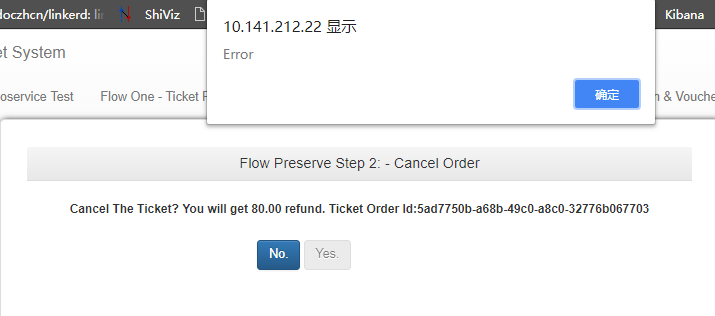 doczhcn/linkerd: li
ShiViz
Kibana
10.141.212.22 显示
Error
确定
et System
oservice Test
Flow One - Ticket R
n & Vouche
Flow Preserve Step 2: - Cancel Order
Cancel The Ticket? You will get 80.00 refund. Ticket Order Id:5ad7750b-a68b-49c0-a8c0-32776b067703
No.
Yes.